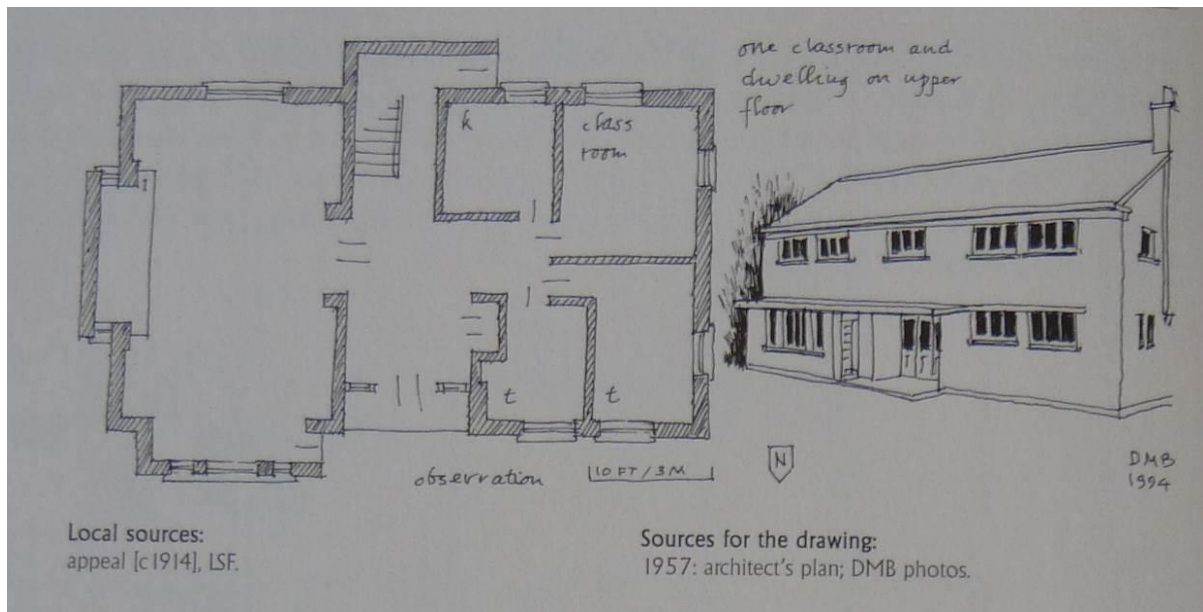 one classroom and
dwelling on upper
floor
k
class
room
t
t
observation
10 FT / 3 M
N
DMB
1994
Local sources:
appeal [c1914], LSF.
Sources for the drawing:
1957: architect's plan; DMB photos.